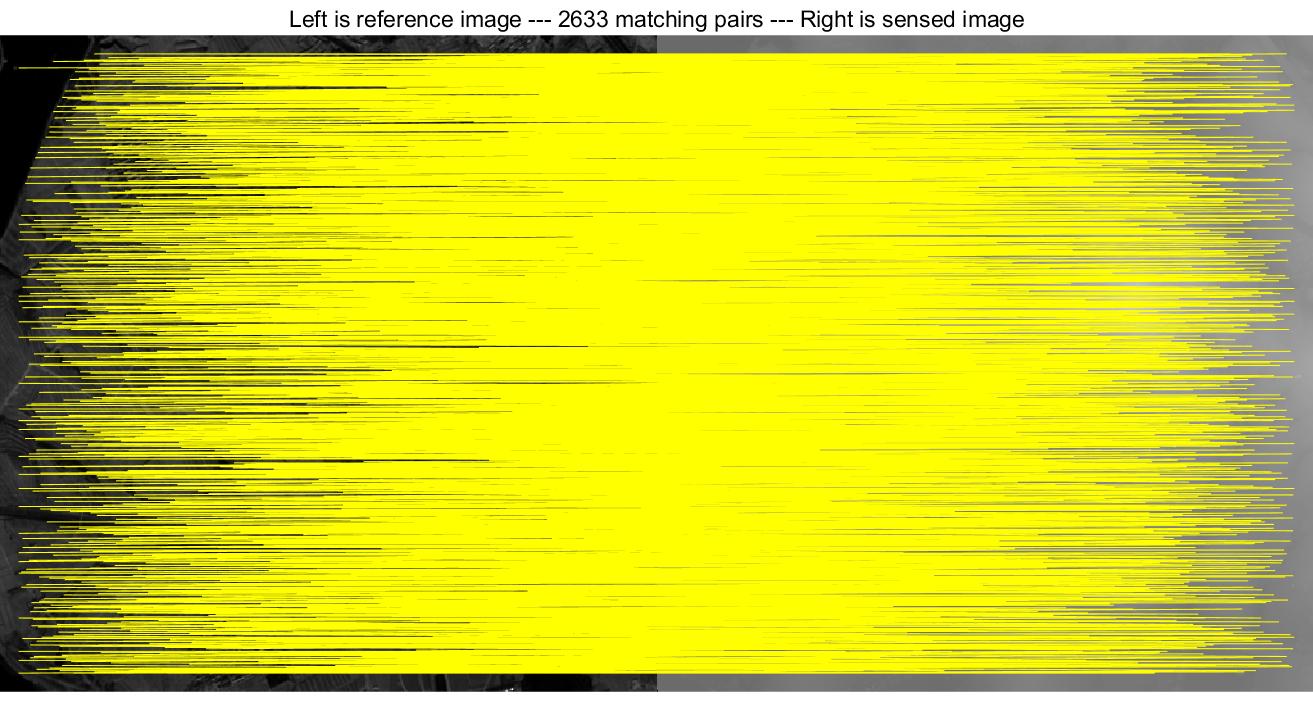 Left is reference image --- 2633 matching pairs --- Right is sensed image